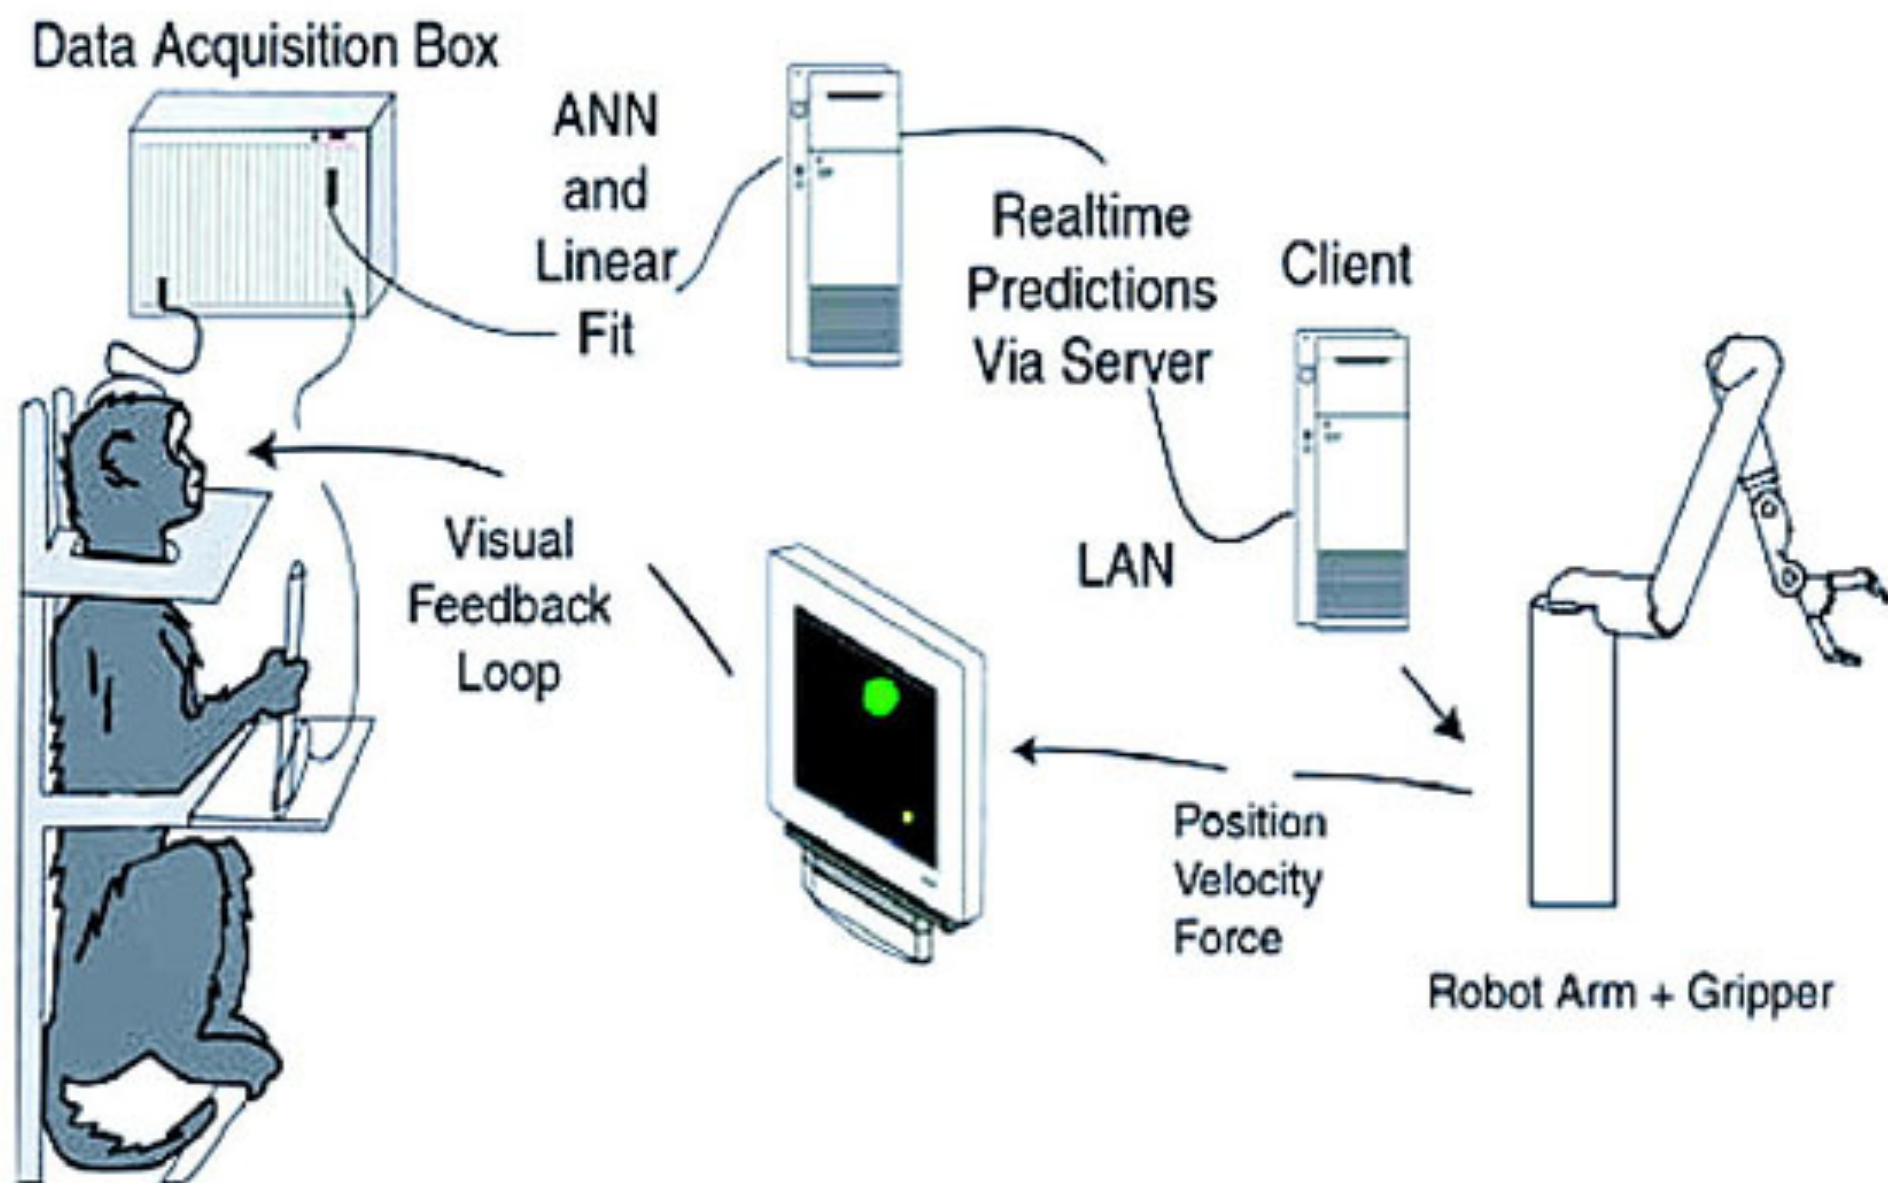 Data Acquisition Box
ANN
and
Linear
Fit
Realtime
Predictions
Via Server
Client
Visual
Feedback
Loop
LAN
Position
Velocity
Force
Robot Arm + Gripper